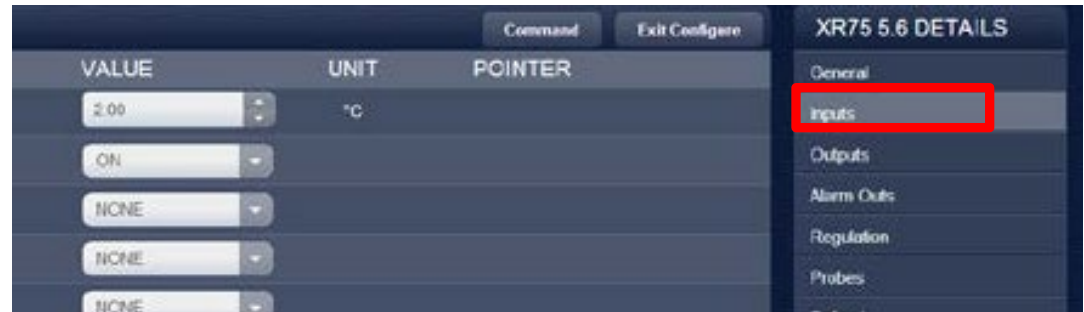 Command Exit Configure
XR75 5.6 DETAILS
VALUE UNIT POINTER
General
2.00 °C
Inputs
ON
Outputs
NONE
Alarm Outs
Regulation
NONE
Probes
NONE